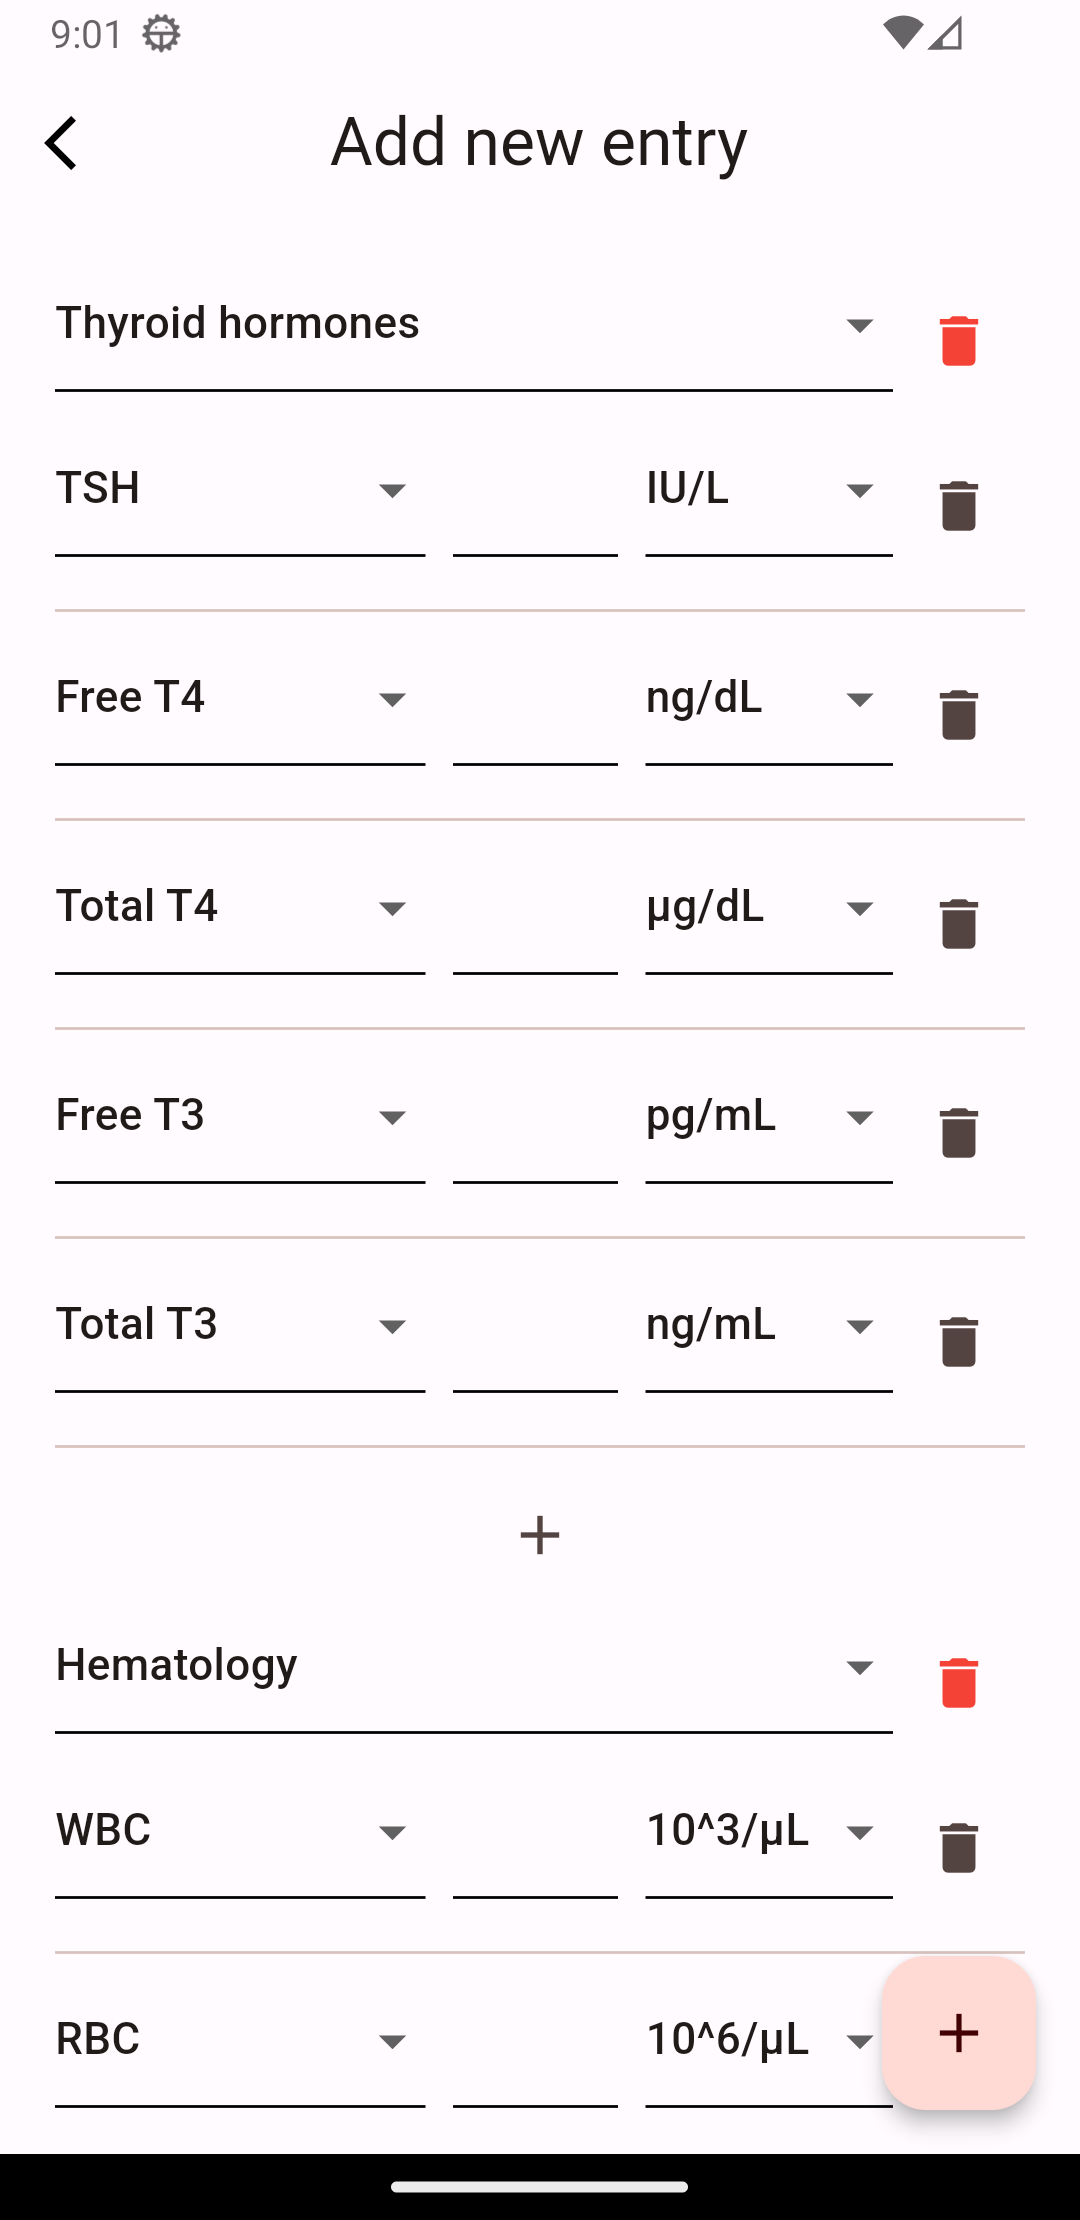 9:01
Add new entry
Thyroid hormones
TSH IU/L
Free T4 ng/dL
Total T4 µg/dL
Free T3 pg/mL
Total T3 ng/mL
Hematology
WBC 10^3/µL
RBC 10^6/µL